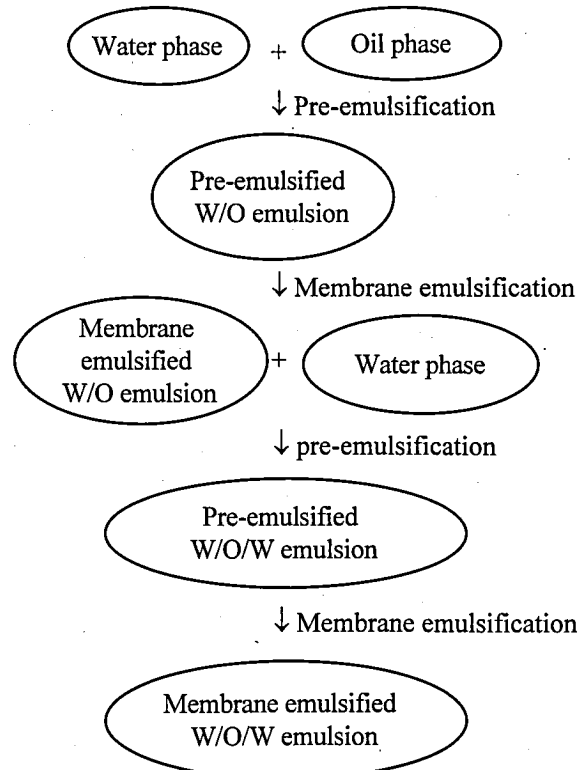 Water phase + Oil phase
↓ Pre-emulsification
Pre-emulsified
W/O emulsion
↓ Membrane emulsification
Membrane
emulsified
W/O emulsion
+ Water phase
↓ pre-emulsification
Pre-emulsified
W/O/W emulsion
↓ Membrane emulsification
Membrane emulsified
W/O/W emulsion